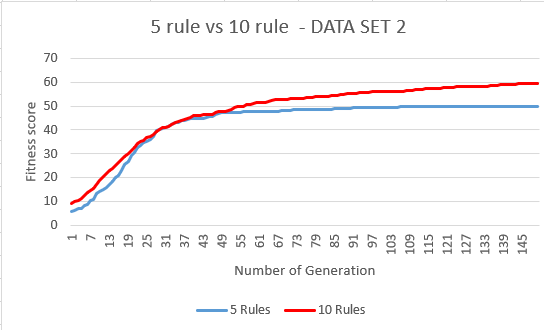 5 rule vs 10 rule - DATA SET 2
70
60
50
40
30
20
10
0
Fitness score
1 7 13 19 25 31 37 43 49 55 61 67 73 79 85 91 97 103 109 115 121 127 133 139 145
Number of Generation
5 Rules 10 Rules